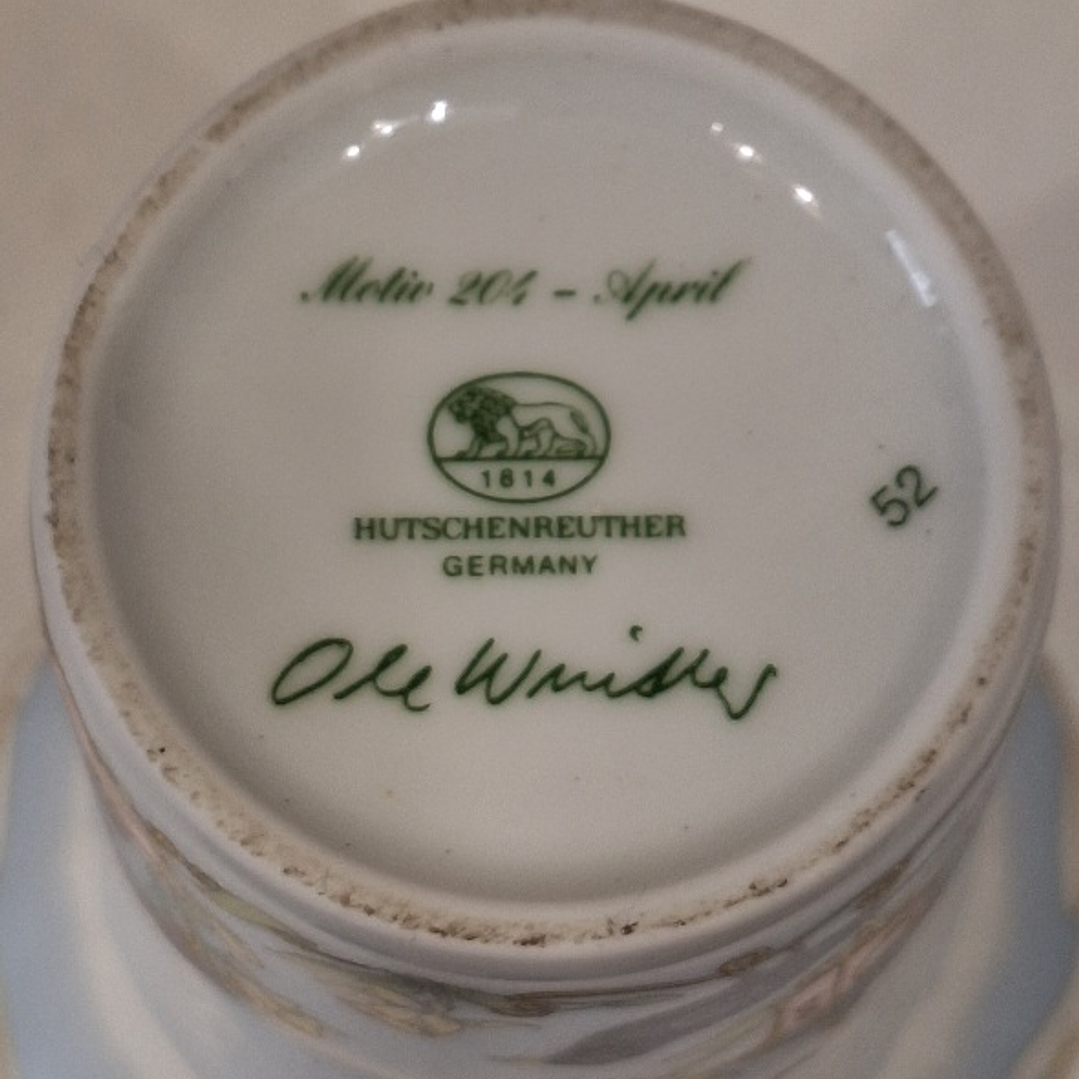 Motiv 204 - April
1814
HUTSCHENREUTHER
GERMANY
Ole Winther
52